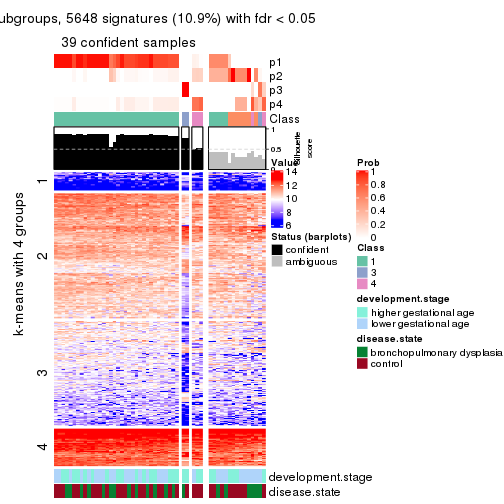 ubgroups, 5648 signatures (10.9%) with fdr < 0.05
39 confident samples
p1
p2
p3
p4
Class
1
0.5
0
Silhouette score
k-means with 4 groups
1
2
3
4
Value
14
12
10
8
6
Status (barplots)
confident
ambiguous
Prob
1
0.8
0.6
0.4
0.2
0
Class
1
3
4
development.stage
higher gestational age
lower gestational age
disease.state
bronchopulmonary dysplasia
control
development.stage
disease.state